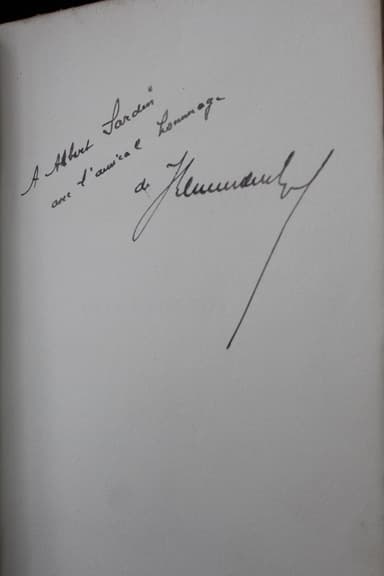 A Albert Sardin
avec l'amical hommage
de